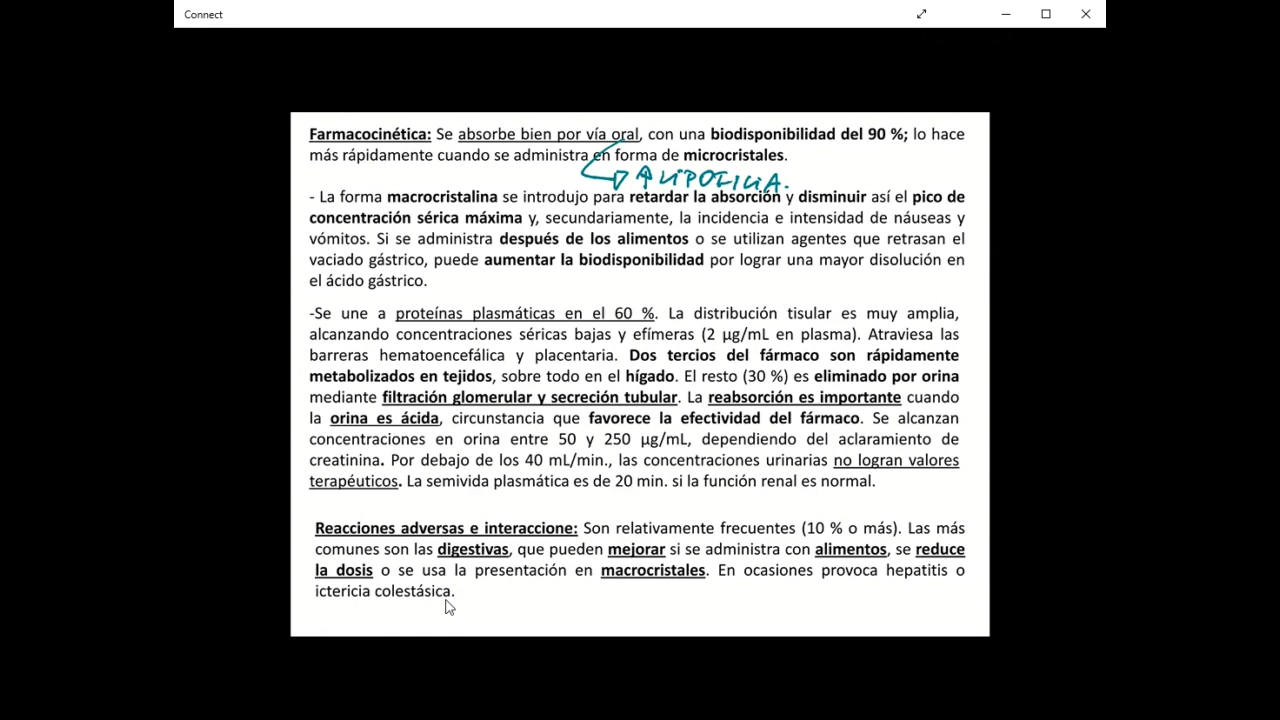 Connect
Farmacocinética: Se absorbe bien por vía oral, con una biodisponibilidad del 90 %; lo hace
más rápidamente cuando se administra en forma de microcristales.
↑ LIPOFILIA.
- La forma macrocristalina se introdujo para retardar la absorción y disminuir así el pico de
concentración sérica máxima y, secundariamente, la incidencia e intensidad de náuseas y
vómitos. Si se administra después de los alimentos o se utilizan agentes que retrasan el
vaciado gástrico, puede aumentar la biodisponibilidad por lograr una mayor disolución en
el ácido gástrico.
-Se une a proteínas plasmáticas en el 60 %. La distribución tisular es muy amplia,
alcanzando concentraciones séricas bajas y efímeras (2 µg/mL en plasma). Atraviesa las
barreras hematoencefálica y placentaria. Dos tercios del fármaco son rápidamente
metabolizados en tejidos, sobre todo en el hígado. El resto (30 %) es eliminado por orina
mediante filtración glomerular y secreción tubular. La reabsorción es importante cuando
la orina es ácida, circunstancia que favorece la efectividad del fármaco. Se alcanzan
concentraciones en orina entre 50 y 250 µg/mL, dependiendo del aclaramiento de
creatinina. Por debajo de los 40 mL/min., las concentraciones urinarias no logran valores
terapéuticos. La semivida plasmática es de 20 min. si la función renal es normal.
Reacciones adversas e interaccione: Son relativamente frecuentes (10 % o más). Las más
comunes son las digestivas, que pueden mejorar si se administra con alimentos, se reduce
la dosis o se usa la presentación en macrocristales. En ocasiones provoca hepatitis o
ictericia colestásica.